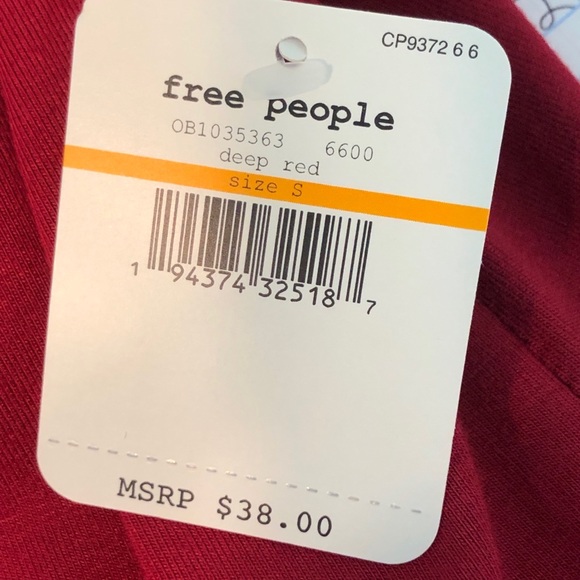 CP9372 6 6
free people
OB1035363 6600
deep red
size S
1 94374 32518 7
MSRP $38.00